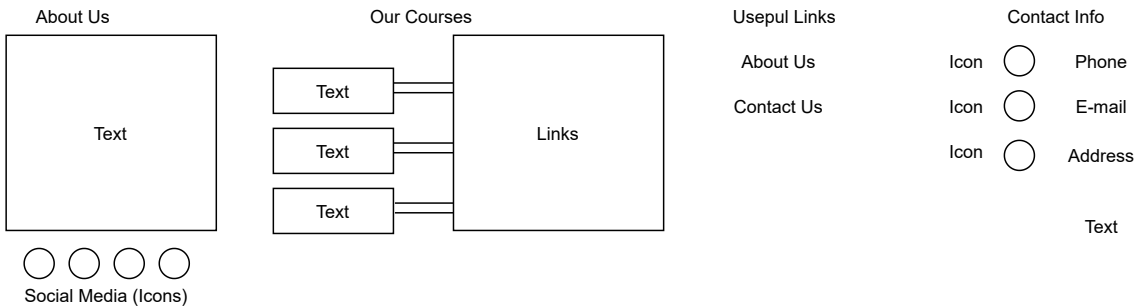 About Us
Text
Social Media (Icons)
Our Courses
Text
Text
Text
Links
Usepul Links
About Us
Contact Us
Contact Info
Icon Phone
Icon E-mail
Icon Address
Text